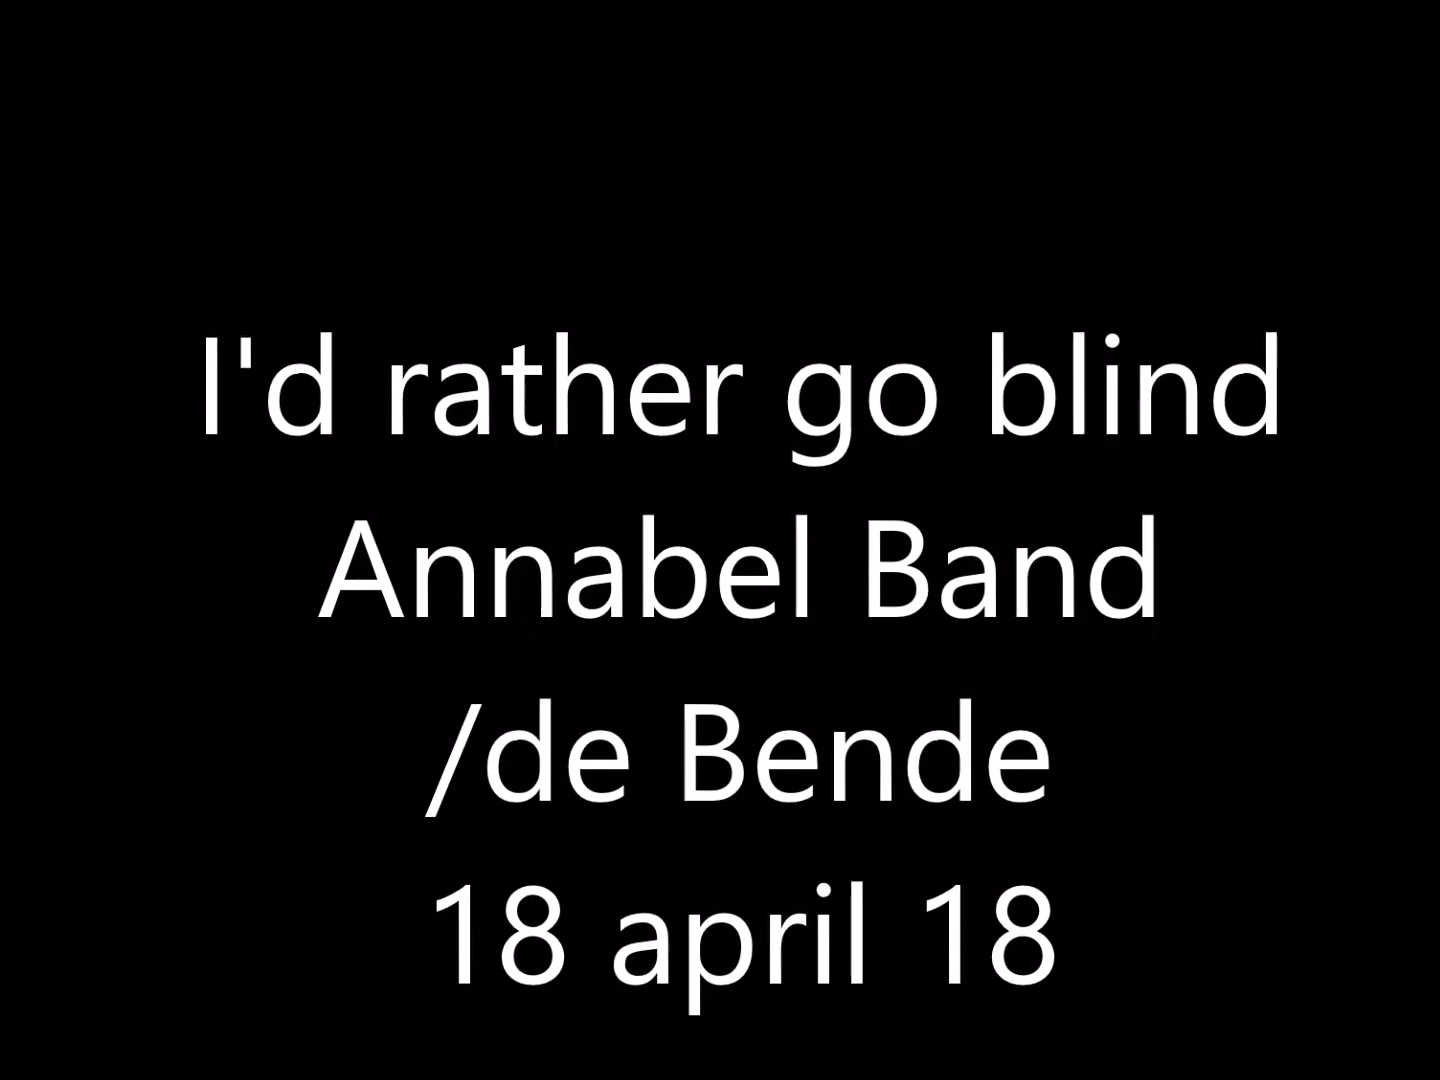 I'd rather go blind
Annabel Band
/de Bende
18 april 18